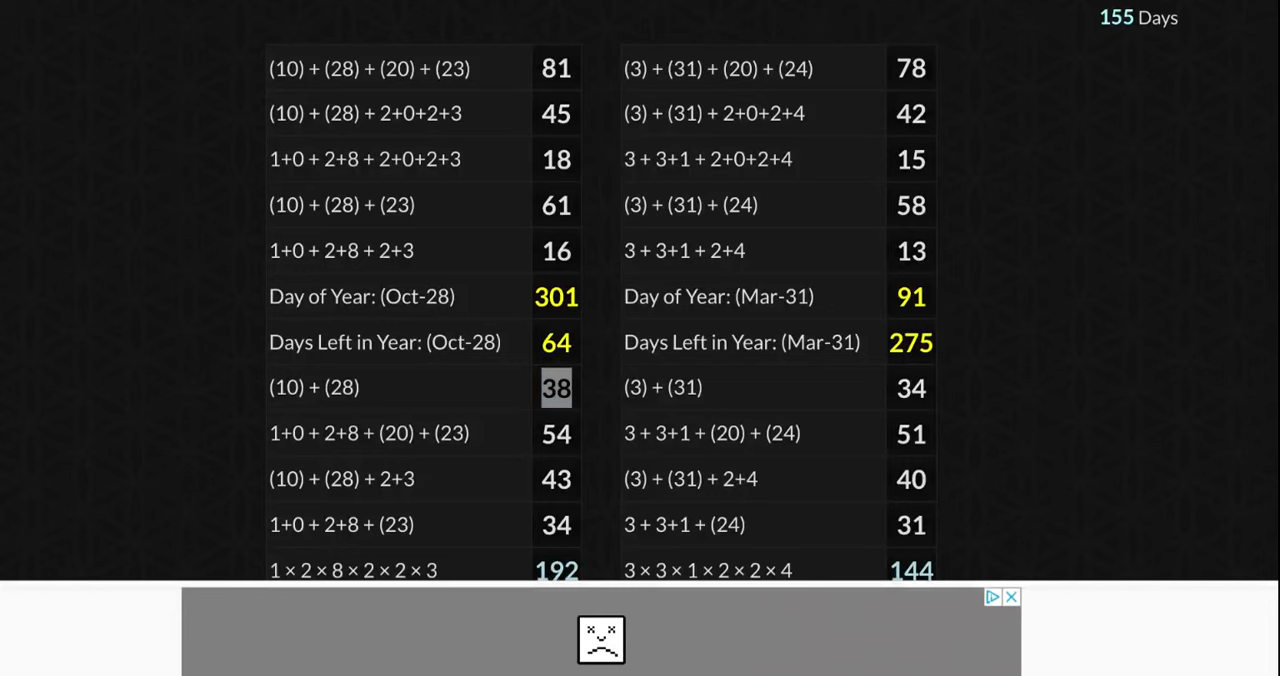 155 Days
(10) + (28) + (20) + (23) 81 (3) + (31) + (20) + (24) 78
(10) + (28) + 2+0+2+3 45 (3) + (31) + 2+0+2+4 42
1+0 + 2+8 + 2+0+2+3 18 3 + 3+1 + 2+0+2+4 15
(10) + (28) + (23) 61 (3) + (31) + (24) 58
1+0 + 2+8 + 2+3 16 3 + 3+1 + 2+4 13
Day of Year: (Oct-28) 301 Day of Year: (Mar-31) 91
Days Left in Year: (Oct-28) 64 Days Left in Year: (Mar-31) 275
(10) + (28) 38 (3) + (31) 34
1+0 + 2+8 + (20) + (23) 54 3 + 3+1 + (20) + (24) 51
(10) + (28) + 2+3 43 (3) + (31) + 2+4 40
1+0 + 2+8 + (23) 34 3 + 3+1 + (24) 31
1 × 2 × 8 × 2 × 2 × 3 192 3 × 3 × 1 × 2 × 2 × 4 144